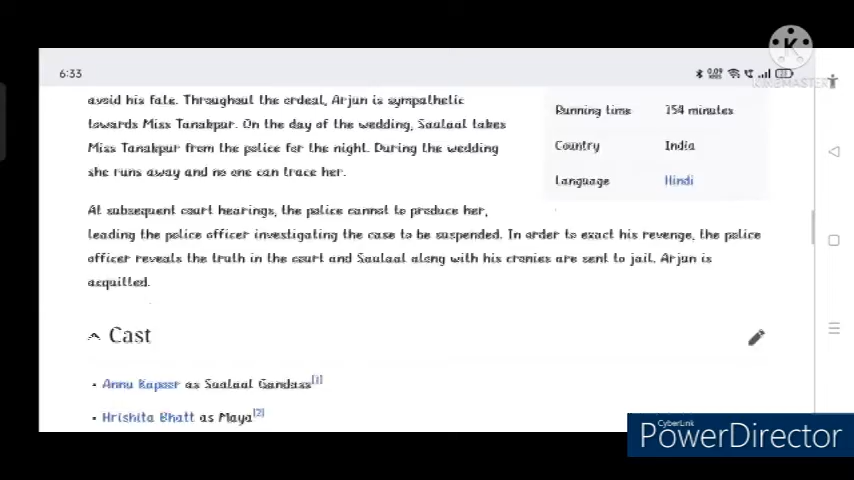 6:33
KINEMASTER
avoid his fate. Throughout the ordeal, Arjun is sympathetic
towards Miss Tanakpur. On the day of the wedding, Sualaal takes
Miss Tanakpur from the police for the night. During the wedding
she runs away and no one can trace her.
Running time 154 minutes
Country India
Language Hindi
At subsequent court hearings, the police cannot to produce her,
leading the police officer investigating the case to be suspended. In order to exact his revenge, the police
officer reveals the truth in the court and Sualaal along with his cronies are sent to jail. Arjun is
acquitted.
Cast
• Annu Kapoor as Sualaal Gandass[1]
• Hrishita Bhatt as Maya[2]
CyberLink
PowerDirector